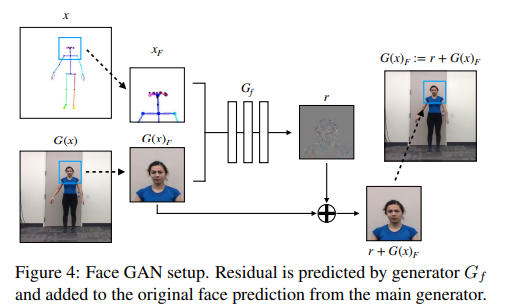 x
x_F
G(x)_F := r + G(x)_F
G_f
r
G(x)
G(x)_F
r + G(x)_F
Figure 4: Face GAN setup. Residual is predicted by generator G_f
and added to the original face prediction from the main generator.